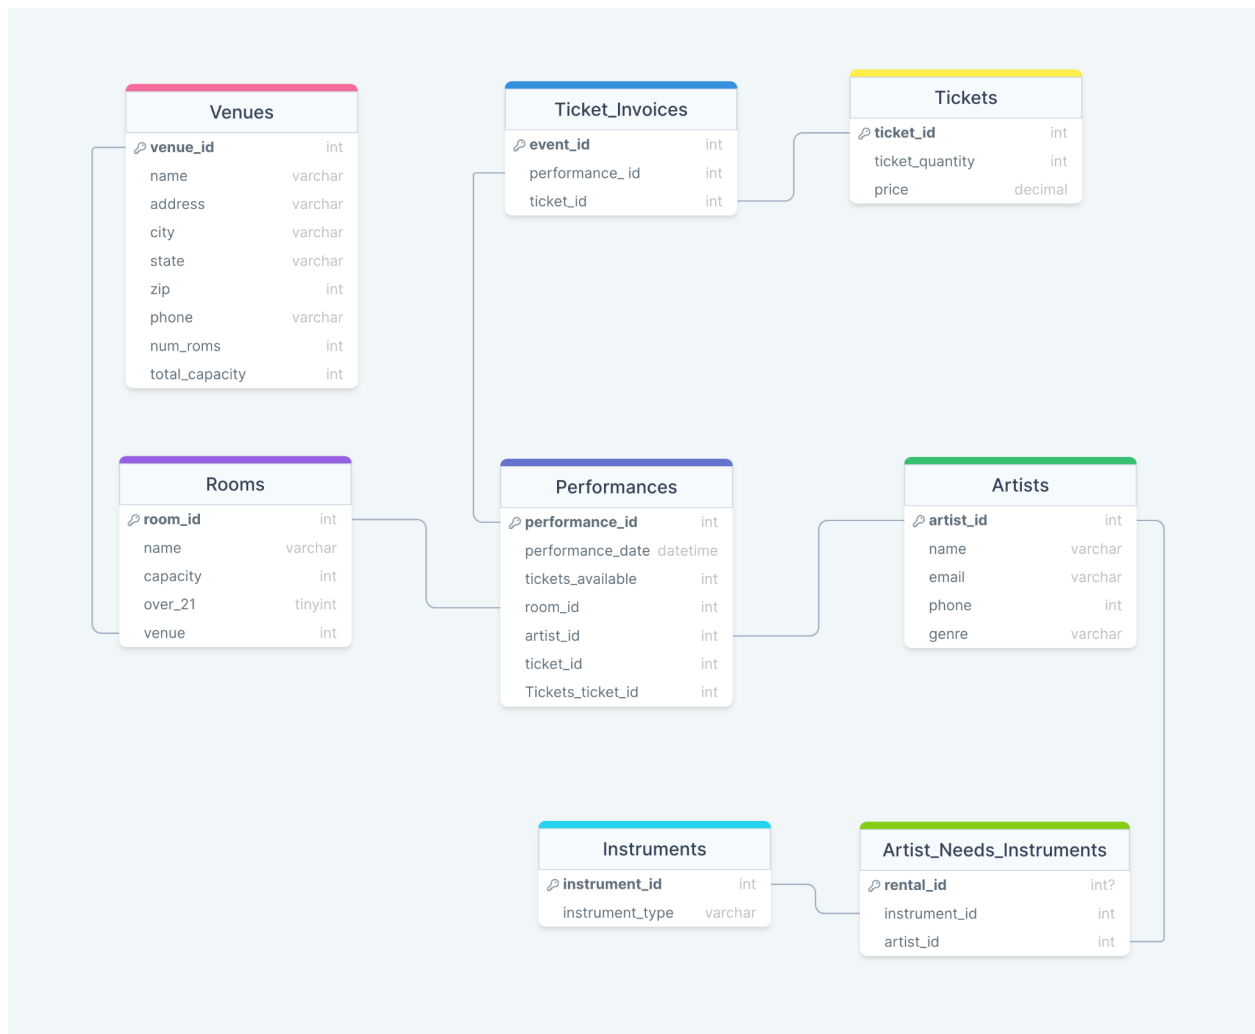 Venues
venue_id int
name varchar
address varchar
city varchar
state varchar
zip int
phone varchar
num_roms int
total_capacity int
Ticket_Invoices
event_id int
performance_ id int
ticket_id int
Tickets
ticket_id int
ticket_quantity int
price decimal
Rooms
room_id int
name varchar
capacity int
over_21 tinyint
venue int
Performances
performance_id int
performance_date datetime
tickets_available int
room_id int
artist_id int
ticket_id int
Tickets_ticket_id int
Artists
artist_id int
name varchar
email varchar
phone int
genre varchar
Instruments
instrument_id int
instrument_type varchar
Artist_Needs_Instruments
rental_id int?
instrument_id int
artist_id int